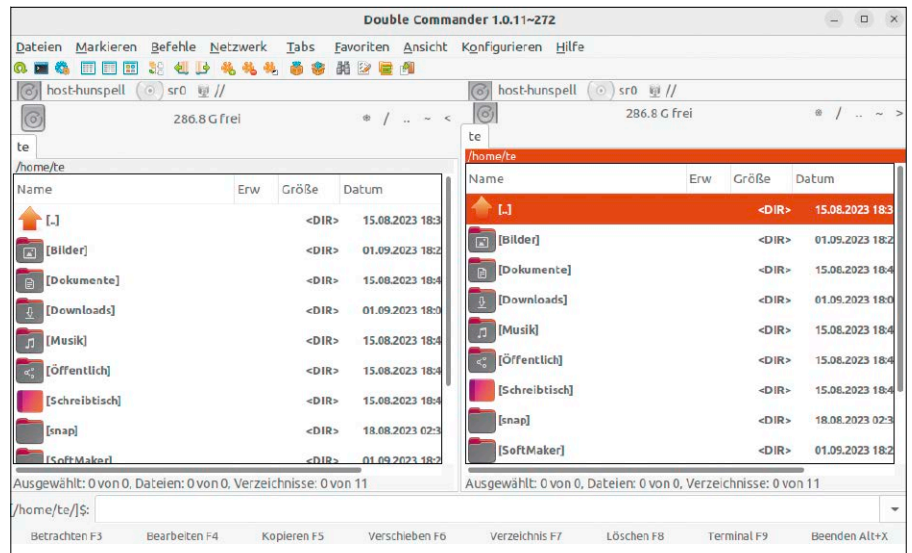 Double Commander 1.0.11~272
Dateien Markieren Befehle Netzwerk Tabs Favoriten Ansicht Konfigurieren Hilfe
host-hunspell sr0 //
286.8 G frei * / .. ~ <
te
/home/te
Name Erw Größe Datum
[..] <DIR> 15.08.2023 18:3
[Bilder] <DIR> 01.09.2023 18:2
[Dokumente] <DIR> 15.08.2023 18:4
[Downloads] <DIR> 01.09.2023 18:0
[Musik] <DIR> 15.08.2023 18:4
[Öffentlich] <DIR> 15.08.2023 18:4
[Schreibtisch] <DIR> 15.08.2023 18:4
[snap] <DIR> 18.08.2023 02:3
[SoftMaker] <DIR> 01.09.2023 18:2
Ausgewählt: 0 von 0, Dateien: 0 von 0, Verzeichnisse: 0 von 11
host-hunspell sr0 //
286.8 G frei * / .. ~ >
te
/home/te
Name Erw Größe Datum
[..] <DIR> 15.08.2023 18:3
[Bilder] <DIR> 01.09.2023 18:2
[Dokumente] <DIR> 15.08.2023 18:4
[Downloads] <DIR> 01.09.2023 18:0
[Musik] <DIR> 15.08.2023 18:4
[Öffentlich] <DIR> 15.08.2023 18:4
[Schreibtisch] <DIR> 15.08.2023 18:4
[snap] <DIR> 18.08.2023 02:3
[SoftMaker] <DIR> 01.09.2023 18:2
Ausgewählt: 0 von 0, Dateien: 0 von 0, Verzeichnisse: 0 von 11
[/home/te/]$:
Betrachten F3 Bearbeiten F4 Kopieren F5 Verschieben F6 Verzeichnis F7 Löschen F8 Terminal F9 Beenden Alt+X